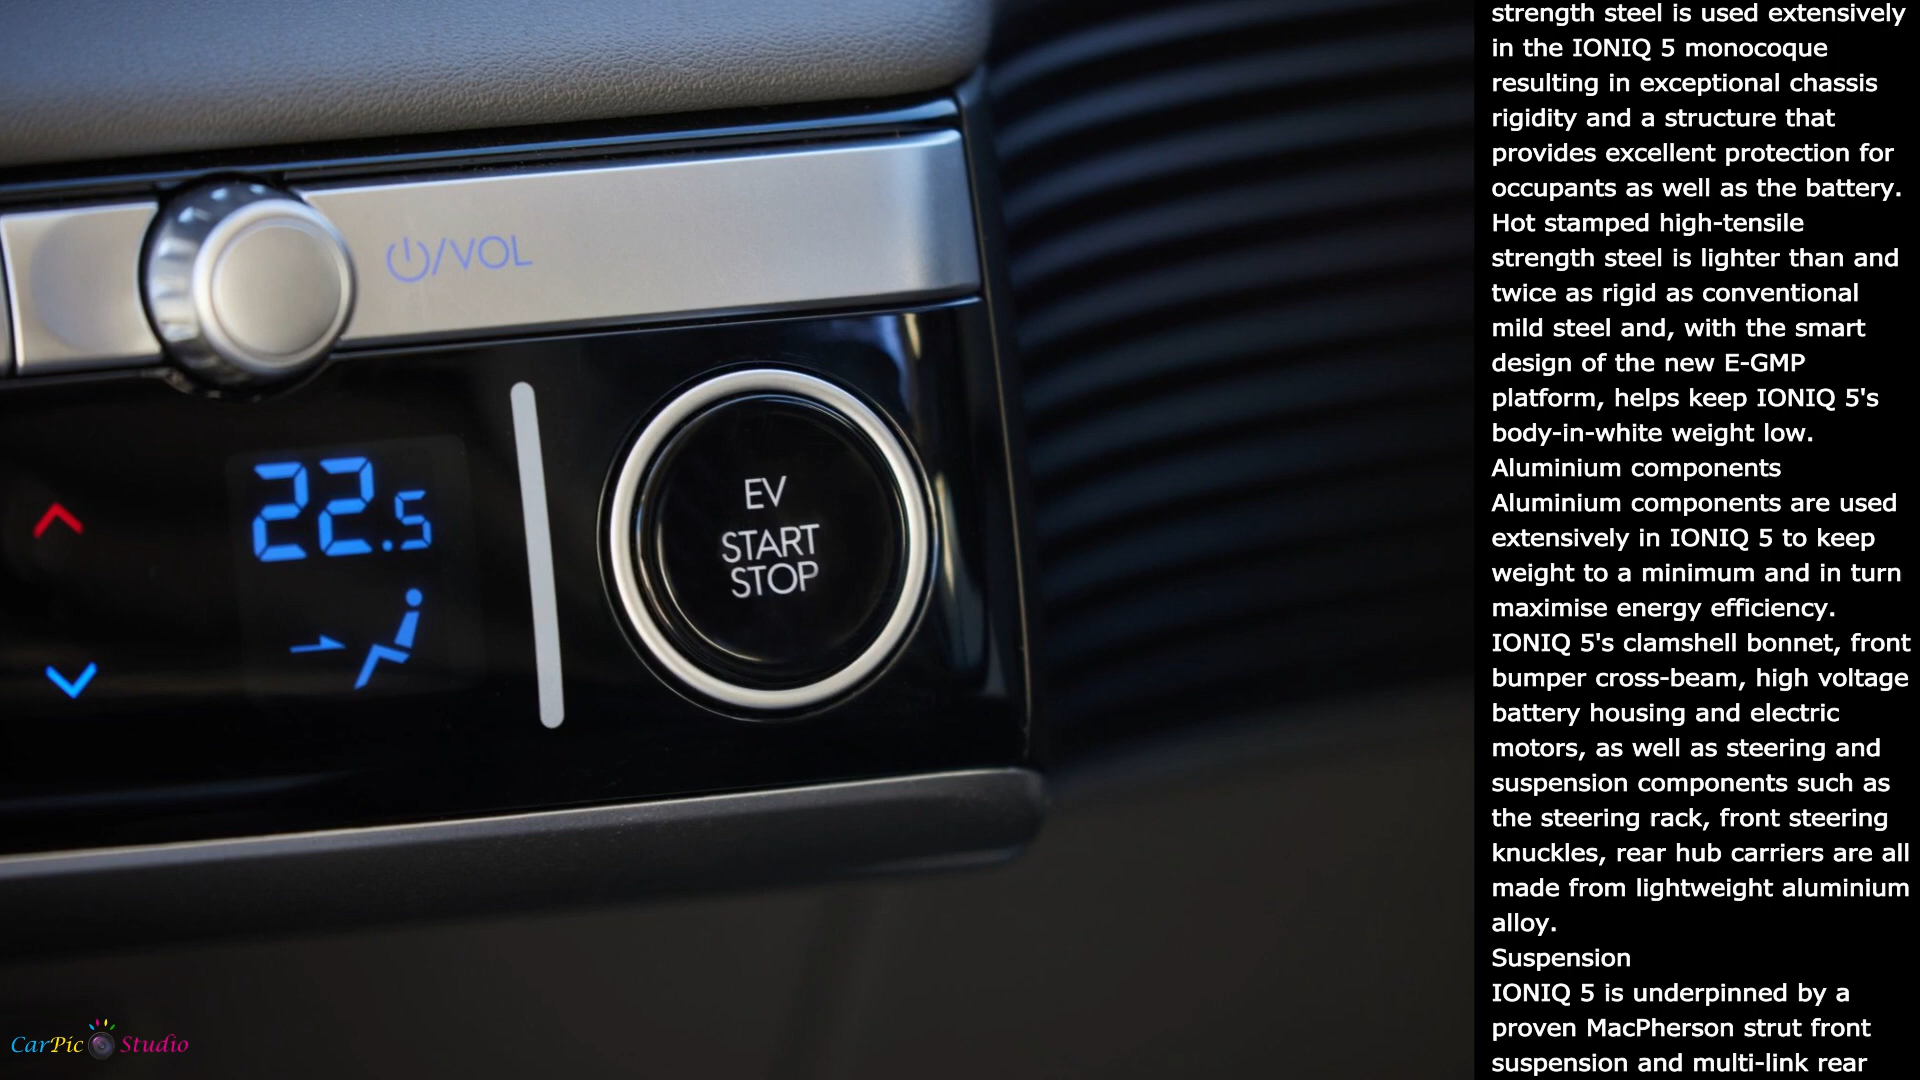 ⏻/VOL
22.5
EV
START
STOP
CarPic Studio
strength steel is used extensively
in the IONIQ 5 monocoque
resulting in exceptional chassis
rigidity and a structure that
provides excellent protection for
occupants as well as the battery.
Hot stamped high-tensile
strength steel is lighter than and
twice as rigid as conventional
mild steel and, with the smart
design of the new E-GMP
platform, helps keep IONIQ 5's
body-in-white weight low.
Aluminium components
Aluminium components are used
extensively in IONIQ 5 to keep
weight to a minimum and in turn
maximise energy efficiency.
IONIQ 5's clamshell bonnet, front
bumper cross-beam, high voltage
battery housing and electric
motors, as well as steering and
suspension components such as
the steering rack, front steering
knuckles, rear hub carriers are all
made from lightweight aluminium
alloy.
Suspension
IONIQ 5 is underpinned by a
proven MacPherson strut front
suspension and multi-link rear